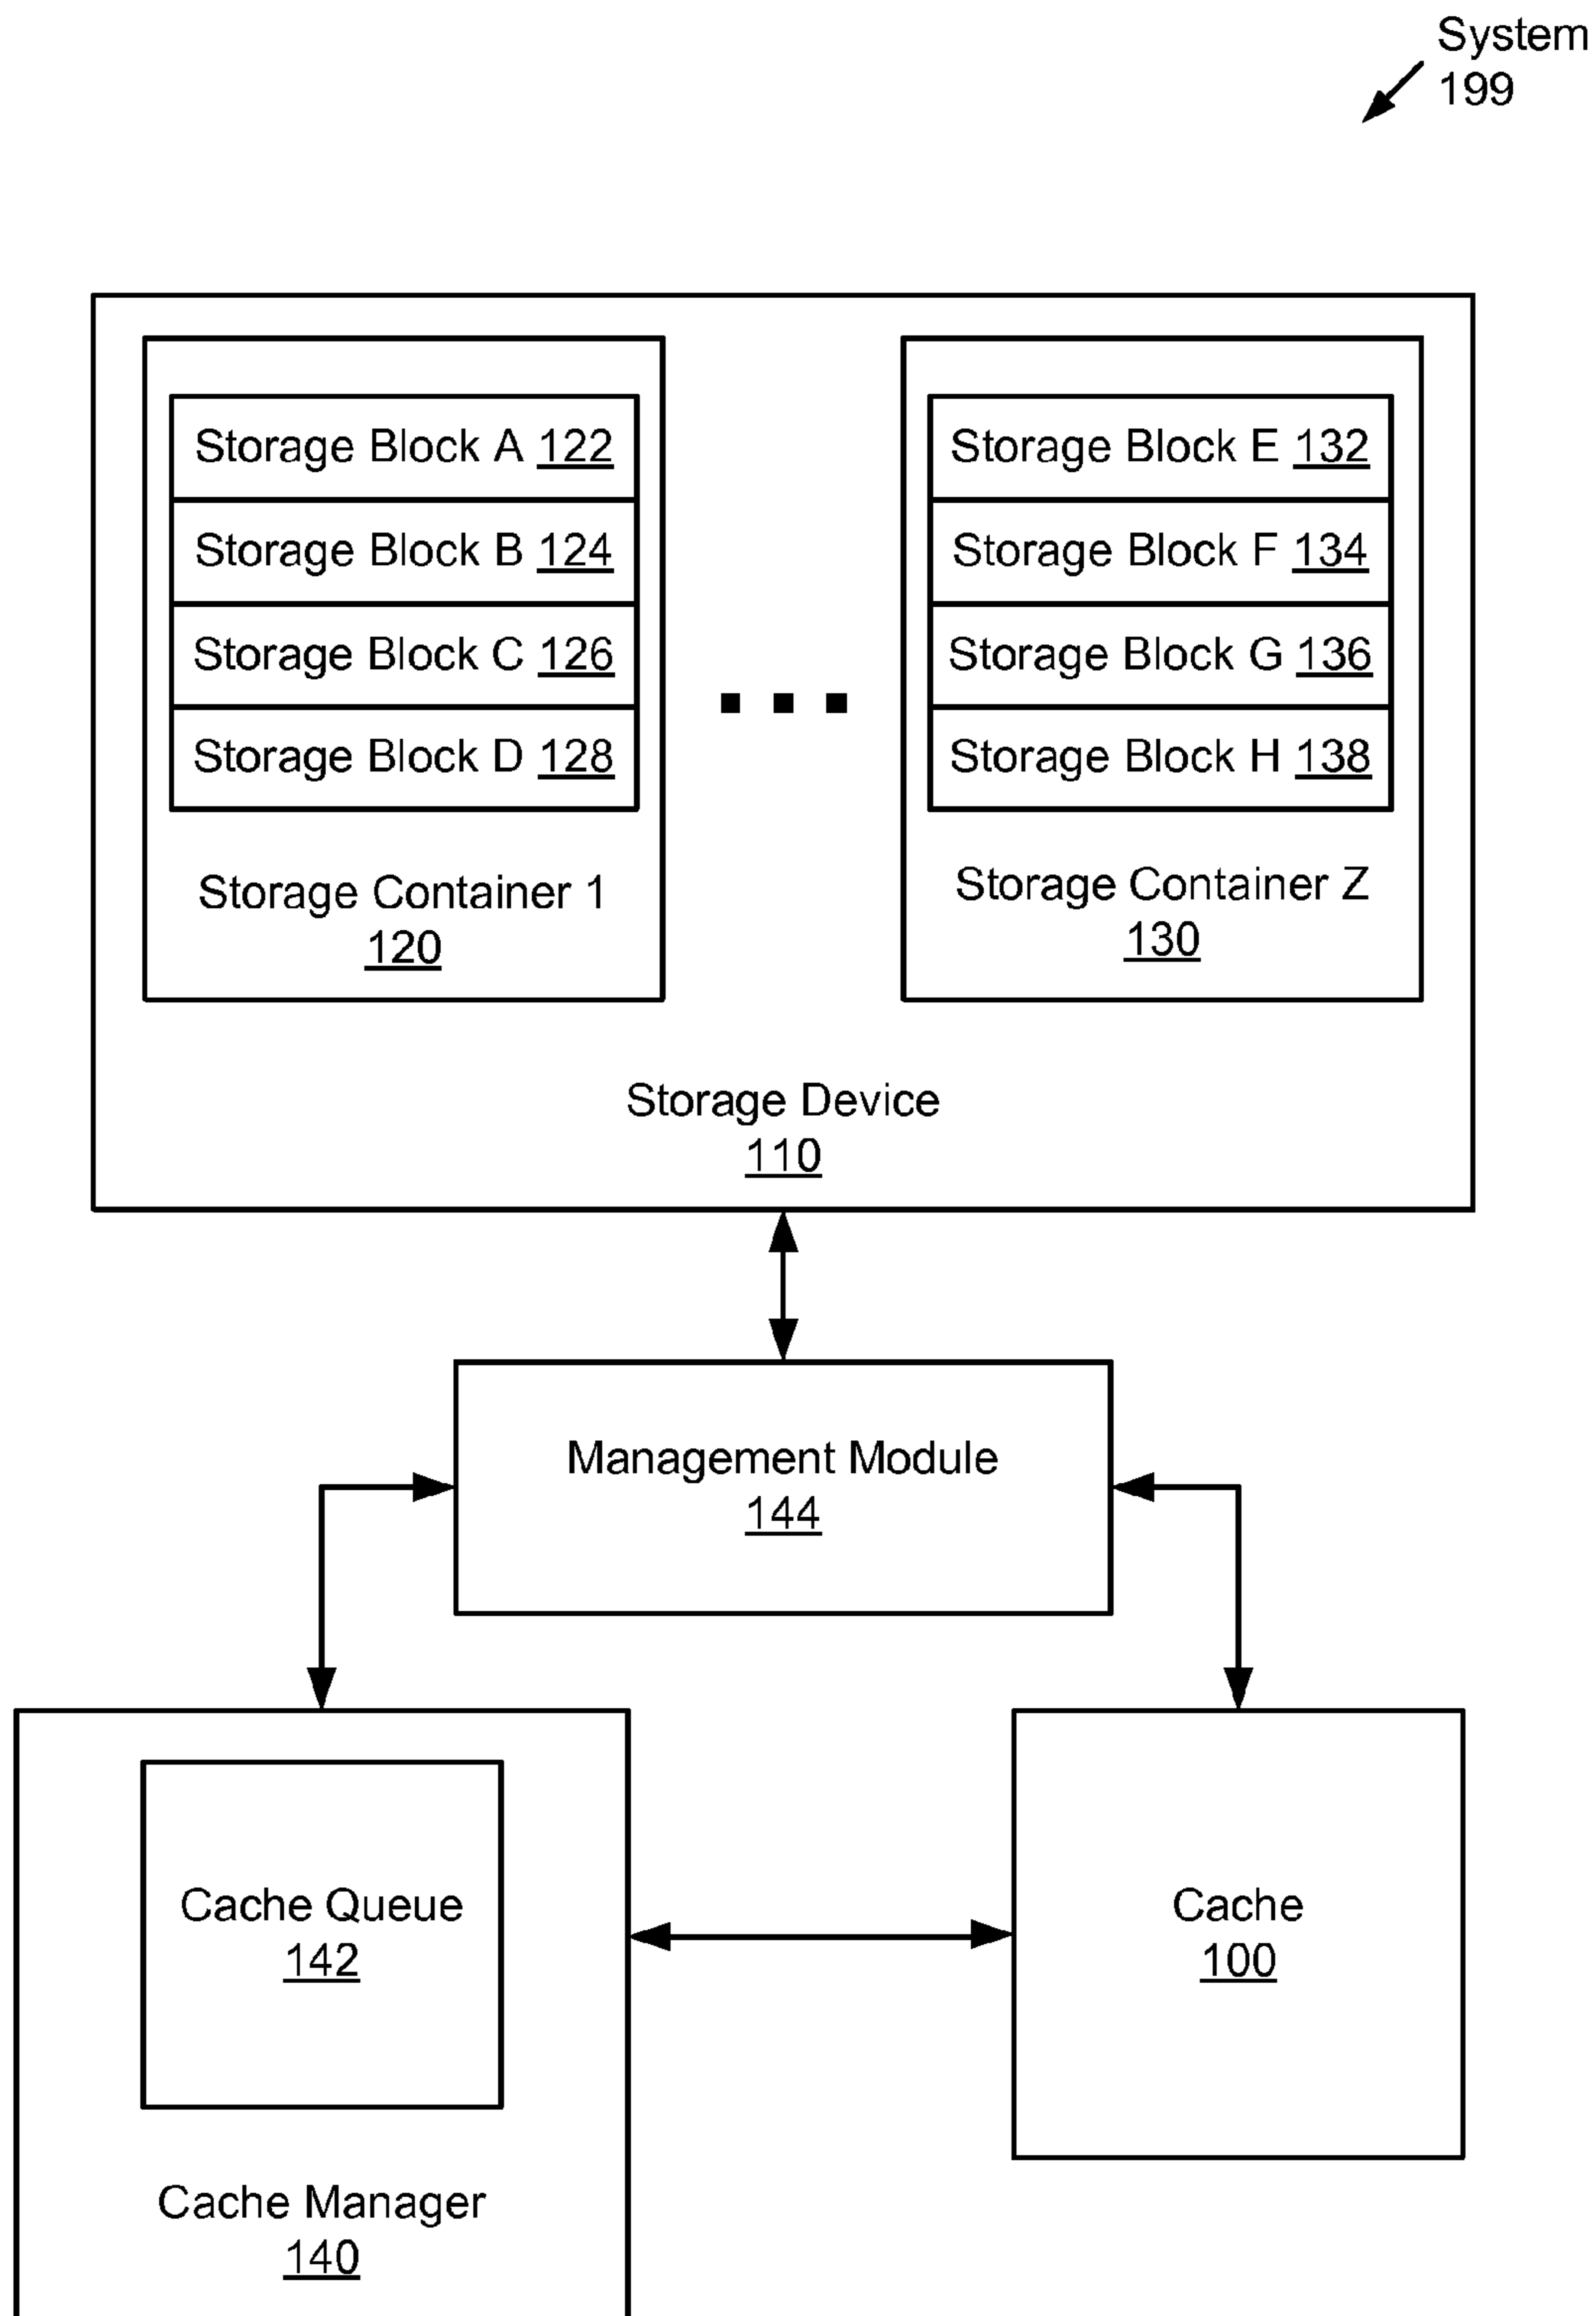 System
199
Storage Block A 122
Storage Block B 124
Storage Block C 126
Storage Block D 128
Storage Container 1
120
Storage Block E 132
Storage Block F 134
Storage Block G 136
Storage Block H 138
Storage Container Z
130
Storage Device
110
Management Module
144
Cache Queue
142
Cache Manager
140
Cache
100